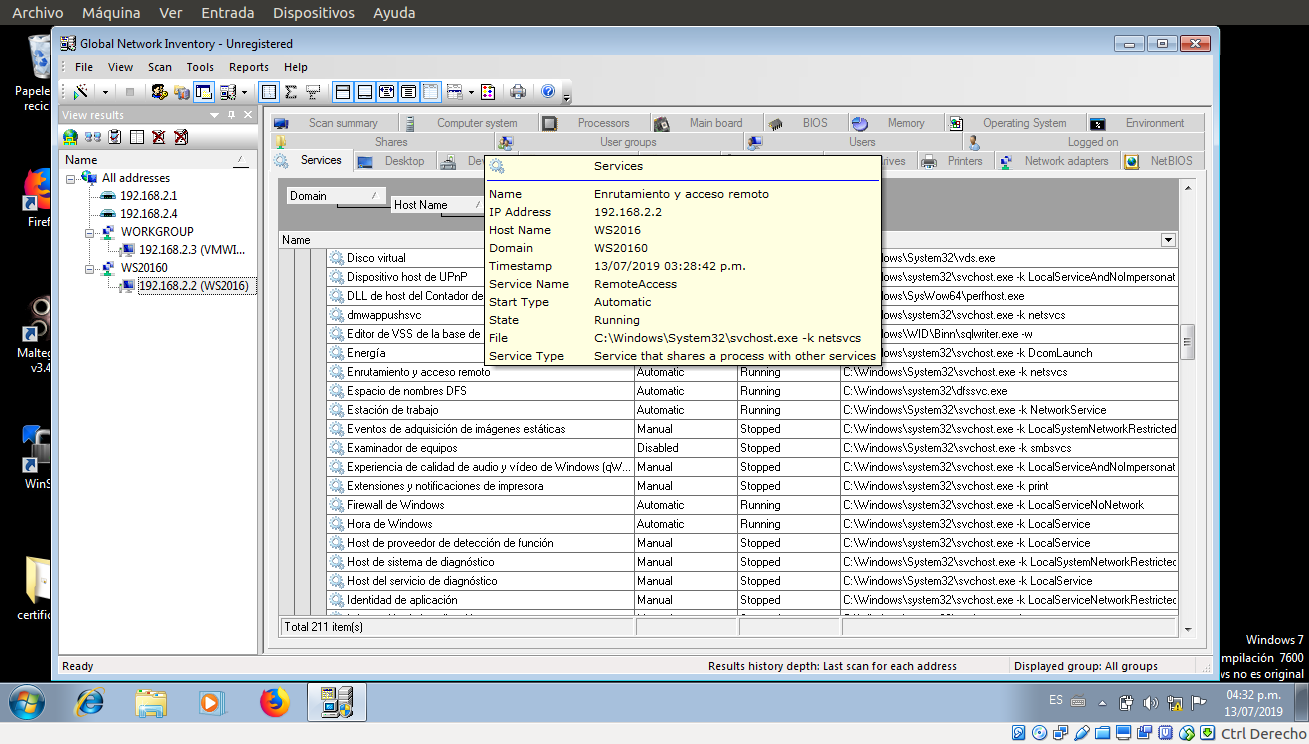 Archivo Máquina Ver Entrada Dispositivos Ayuda
Global Network Inventory - Unregistered
File View Scan Tools Reports Help
Papele
recic
Firef
Malteg
v3.4
WinS
certific
View results
Name
All addresses
192.168.2.1
192.168.2.4
WORKGROUP
192.168.2.3 (VMWI...
WS20160
192.168.2.2 (WS2016)
Scan summary Computer system Processors Main board BIOS Memory Operating System Environment
Shares User groups Users Logged on
Services Desktop Printers Network adapters NetBIOS
Domain
Host Name
Name
Services
Name Enrutamiento y acceso remoto
IP Address 192.168.2.2
Host Name WS2016
Domain WS20160
Timestamp 13/07/2019 03:28:42 p.m.
Service Name RemoteAccess
Start Type Automatic
State Running
File C:\Windows\System32\svchost.exe -k netsvcs
Service Type Service that shares a process with other services
Disco virtual dows\System32\vds.exe
Dispositivo host de UPnP dows\system32\svchost.exe -k LocalServiceAndNoImpersonat
DLL de host del Contador de dows\SysWow64\perfhost.exe
dmwappushsvc dows\system32\svchost.exe -k netsvcs
Editor de VSS de la base de dows\WID\Binn\sqlwriter.exe -w
Energía dows\system32\svchost.exe -k DcomLaunch
Enrutamiento y acceso remoto Automatic Running C:\Windows\System32\svchost.exe -k netsvcs
Espacio de nombres DFS Automatic Running C:\Windows\system32\dfssvc.exe
Estación de trabajo Automatic Running C:\Windows\System32\svchost.exe -k NetworkService
Eventos de adquisición de imágenes estáticas Manual Stopped C:\Windows\system32\svchost.exe -k LocalSystemNetworkRestricted
Examinador de equipos Disabled Stopped C:\Windows\System32\svchost.exe -k smbsvcs
Experiencia de calidad de audio y vídeo de Windows (qW... Manual Stopped C:\Windows\system32\svchost.exe -k LocalServiceAndNoImpersonat
Extensiones y notificaciones de impresora Manual Stopped C:\Windows\system32\svchost.exe -k print
Firewall de Windows Automatic Running C:\Windows\system32\svchost.exe -k LocalServiceNoNetwork
Hora de Windows Automatic Running C:\Windows\system32\svchost.exe -k LocalService
Host de proveedor de detección de función Manual Stopped C:\Windows\system32\svchost.exe -k LocalService
Host de sistema de diagnóstico Manual Stopped C:\Windows\System32\svchost.exe -k LocalSystemNetworkRestricted
Host del servicio de diagnóstico Manual Stopped C:\Windows\System32\svchost.exe -k LocalService
Identidad de aplicación Manual Stopped C:\Windows\system32\svchost.exe -k LocalServiceNetworkRestricted
Total 211 item(s)
Ready Results history depth: Last scan for each address Displayed group: All groups
Windows 7
mpilación 7600
ws no es original
ES 04:32 p.m.
13/07/2019
Ctrl Derecho